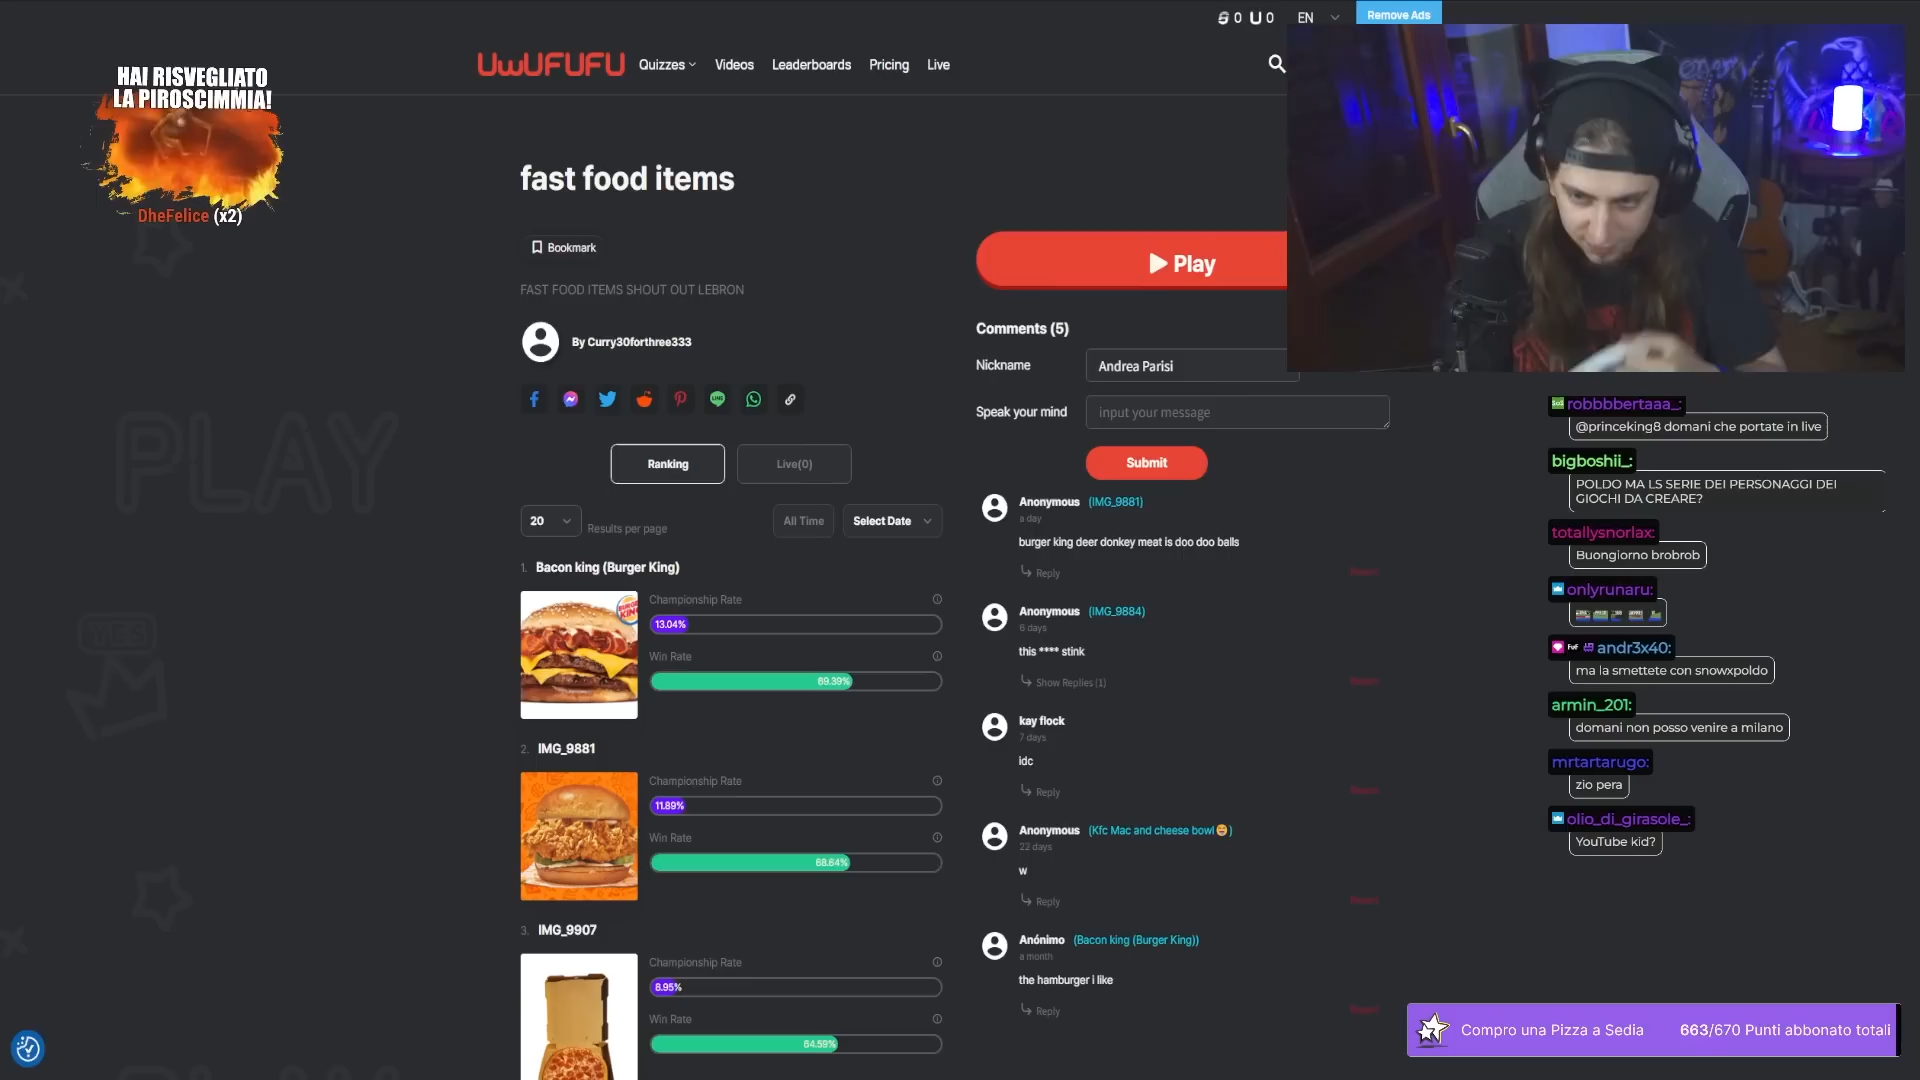 0 0 EN Remove Ads
UwUFUFU Quizzes Videos Leaderboards Pricing Live
HAI RISVEGLIATO
LA PIROSCIMMIA!
DheFelice (x2)
fast food items
Bookmark
FAST FOOD ITEMS SHOUT OUT LEBRON
By Curry30forthree333
Ranking Live(0)
20 Results per page All Time Select Date
1. Bacon king (Burger King)
Championship Rate
13.04%
Win Rate
69.39%
2. IMG_9881
Championship Rate
11.89%
Win Rate
68.64%
3. IMG_9907
Championship Rate
8.95%
Win Rate
64.59%
Play
Comments (5)
Nickname Andrea Parisi
Speak your mind input your message
Submit
Anonymous (IMG_9881)
a day
burger king deer donkey meat is doo doo balls
Reply
Anonymous (IMG_9884)
6 days
this **** stink
Show Replies (1)
kay flock
7 days
idc
Reply
Anonymous (Kfc Mac and cheese bowl😍)
22 days
w
Reply
Anónimo (Bacon king (Burger King))
a month
the hamburger i like
Reply
robbbbertaaa_:
@princeking8 domani che portate in live
bigboshii_:
POLDO MA LS SERIE DEI PERSONAGGI DEI
GIOCHI DA CREARE?
totallysnorlax:
Buongiorno brobrob
onlyrunaru:
andr3x40:
ma la smettete con snowxpoldo
armin_201:
domani non posso venire a milano
mrtartarugo:
zio pera
olio_di_girasole_:
YouTube kid?
Compro una Pizza a Sedia 663/670 Punti abbonato totali
PLAY
YES